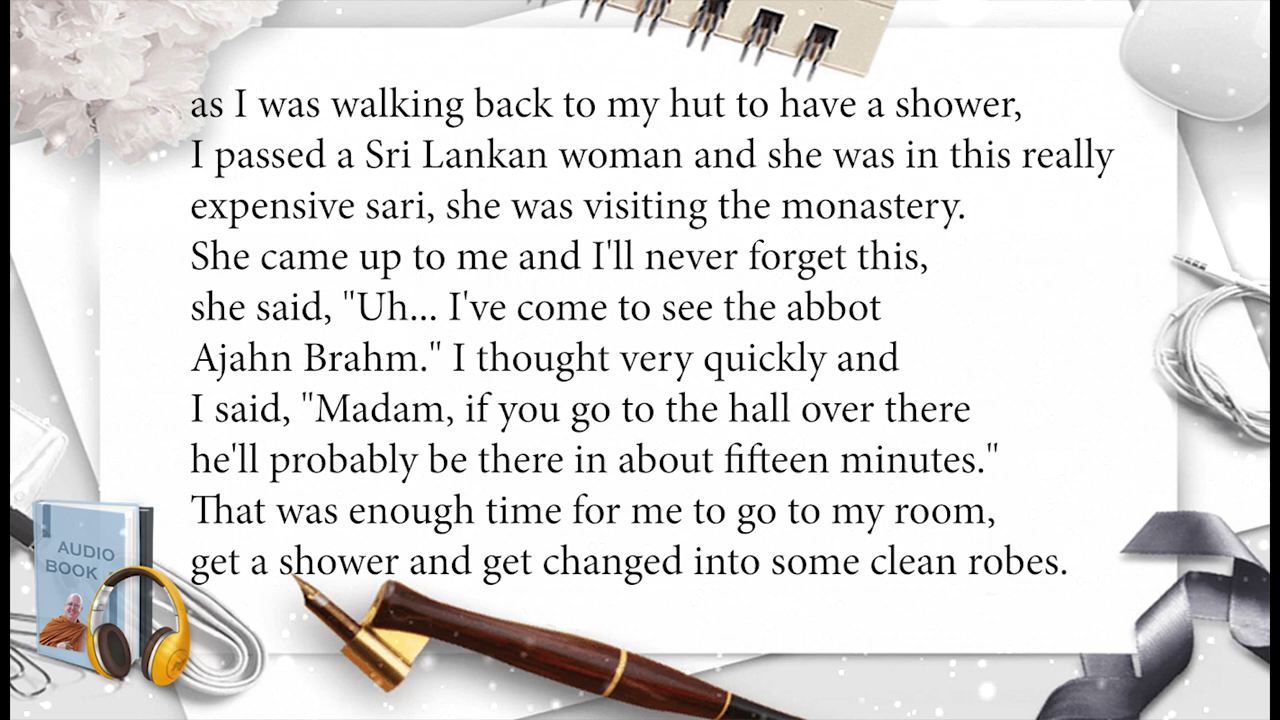 as I was walking back to my hut to have a shower,
I passed a Sri Lankan woman and she was in this really
expensive sari, she was visiting the monastery.
She came up to me and I'll never forget this,
she said, "Uh... I've come to see the abbot
Ajahn Brahm." I thought very quickly and
I said, "Madam, if you go to the hall over there
he'll probably be there in about fifteen minutes."
That was enough time for me to go to my room,
get a shower and get changed into some clean robes.
AUDIO
BOOK